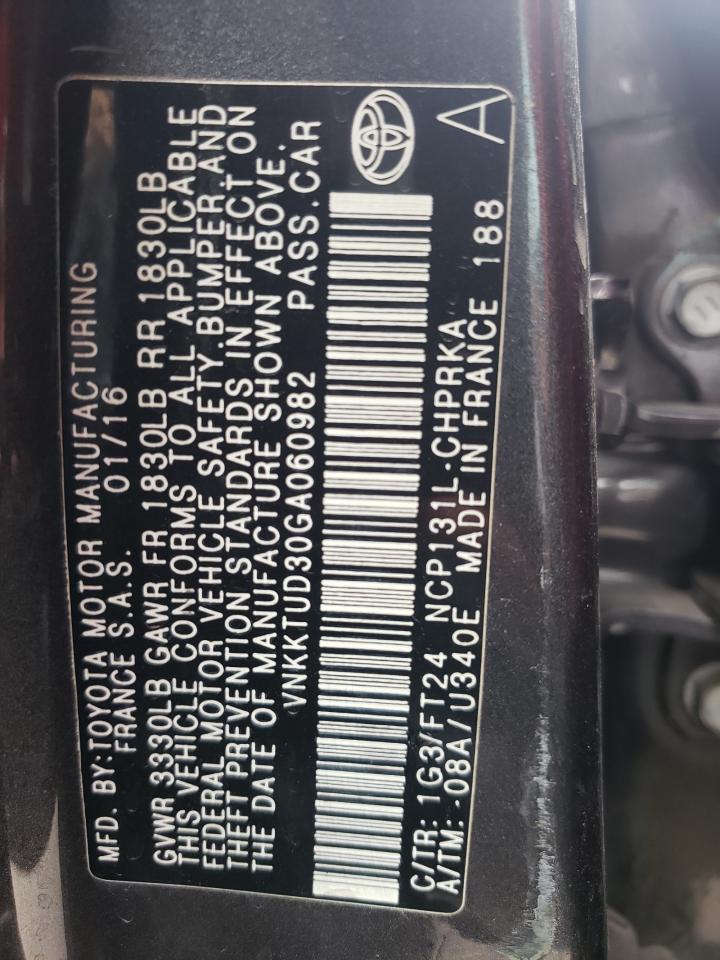 MFD. BY:TOYOTA MOTOR MANUFACTURING
FRANCE S.A.S. 01/16
GVWR 3330LB GAWR FR 1830LB RR 1830LB
THIS VEHICLE CONFORMS TO ALL APPLICABLE
FEDERAL MOTOR VEHICLE SAFETY.BUMPER.AND
THEFT PREVENTION STANDARDS IN EFFECT ON
THE DATE OF MANUFACTURE SHOWN ABOVE.
VNKKTUD30GA060982 PASS.CAR
C/TR: 1G3/FT24 NCP131L-CHPRKA A
A/TM: -08A/U340E MADE IN FRANCE 188